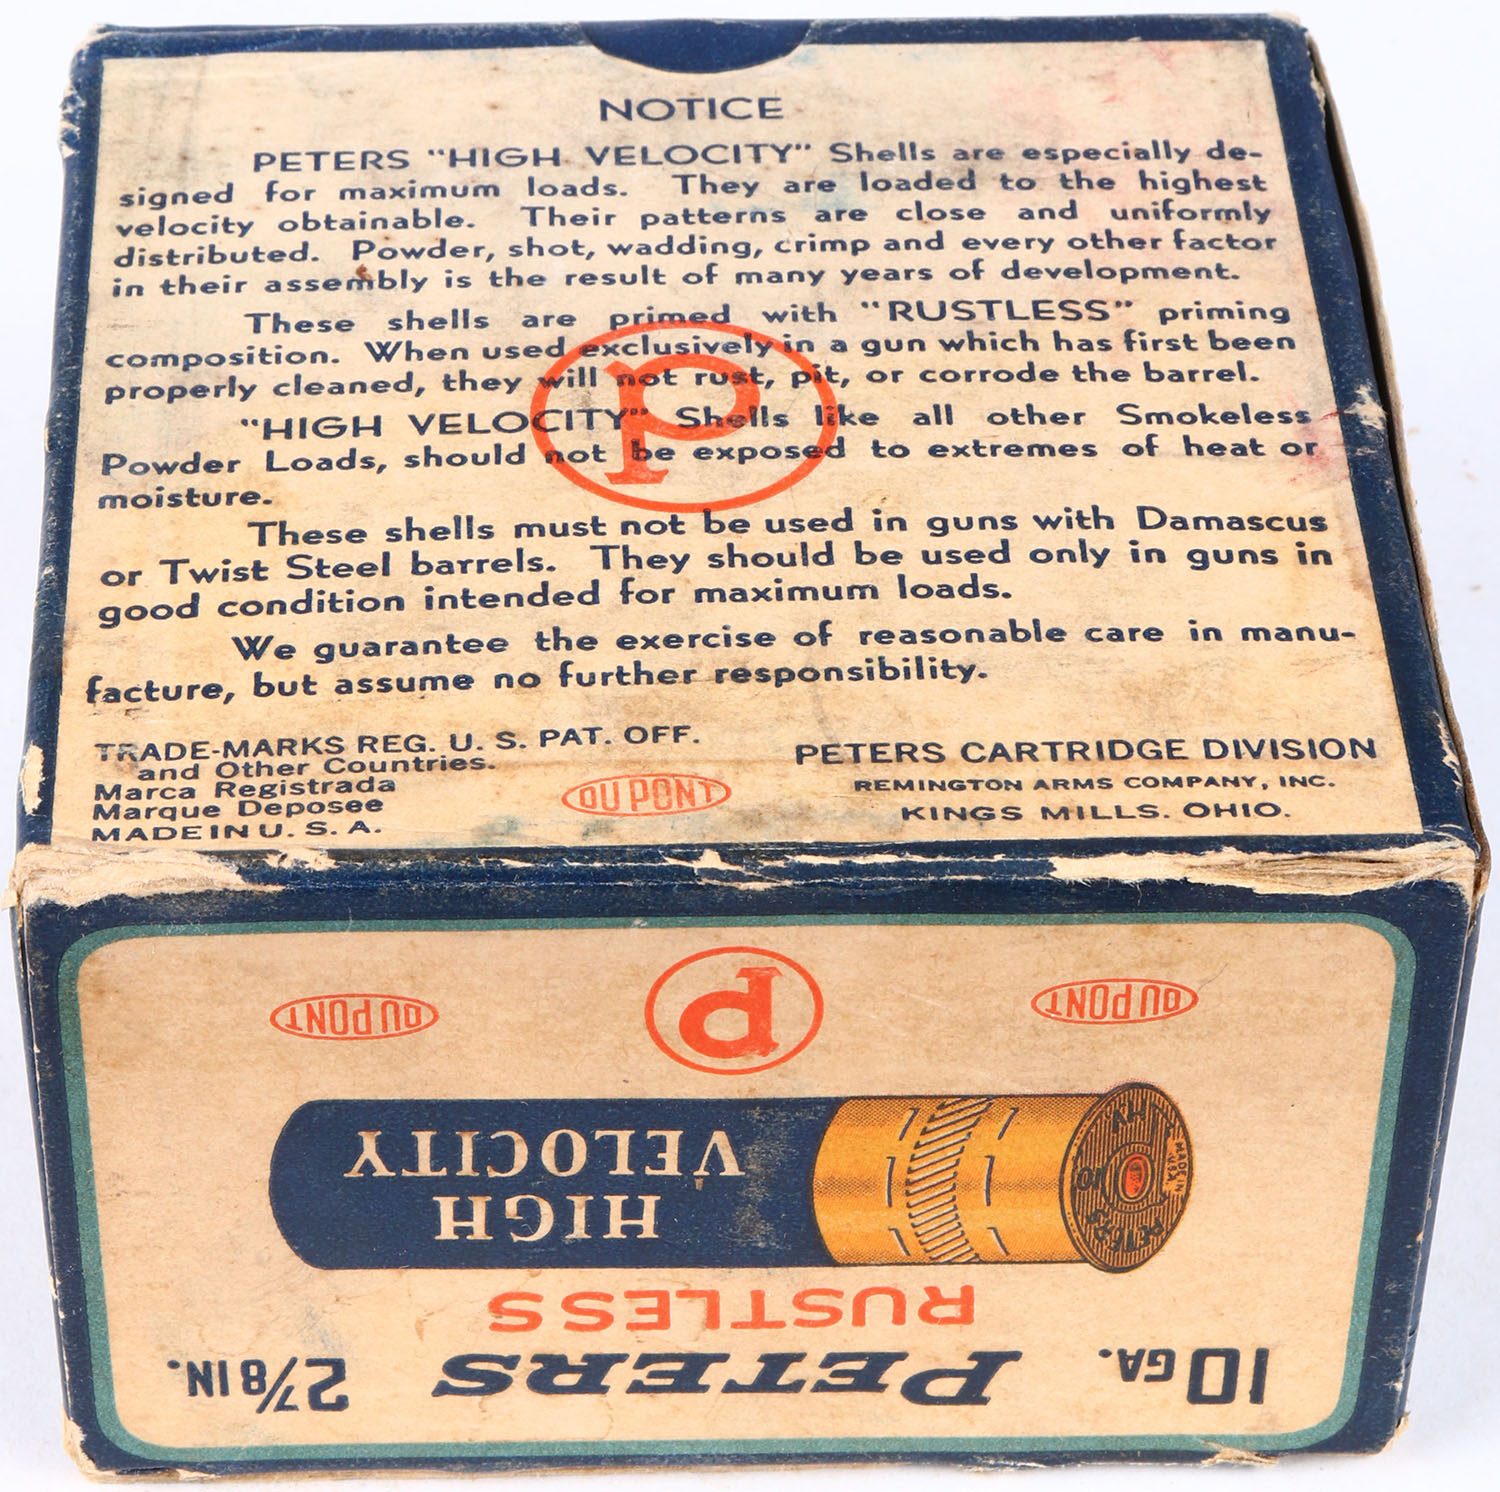 NOTICE
PETERS "HIGH VELOCITY" Shells are especially de-
signed for maximum loads. They are loaded to the highest
velocity obtainable. Their patterns are close and uniformly
distributed. Powder, shot, wadding, crimp and every other factor
in their assembly is the result of many years of development.
These shells are primed with "RUSTLESS" priming
composition. When used exclusively in a gun which has first been
properly cleaned, they will not rust, pit, or corrode the barrel.
"HIGH VELOCITY" Shells like all other Smokeless
Powder Loads, should not be exposed to extremes of heat or
moisture.
These shells must not be used in guns with Damascus
or Twist Steel barrels. They should be used only in guns in
good condition intended for maximum loads.
We guarantee the exercise of reasonable care in manu-
facture, but assume no further responsibility.
P
TRADE-MARKS REG. U. S. PAT. OFF.
and Other Countries.
Marca Registrada
Marque Deposee
MADE IN U. S. A.
DU PONT
PETERS CARTRIDGE DIVISION
REMINGTON ARMS COMPANY, INC.
KINGS MILLS. OHIO.
10 GA. PETERS 2 7/8 IN.
RUSTLESS
HIGH
VELOCITY
10
H V
MADE IN
U.S.A.
DU PONT P DU PONT